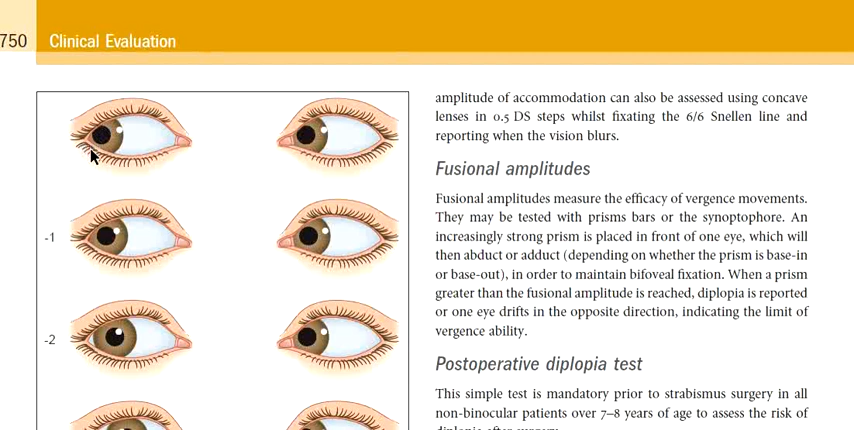 750 Clinical Evaluation
-1
-2
amplitude of accommodation can also be assessed using concave
lenses in 0.5 DS steps whilst fixating the 6/6 Snellen line and
reporting when the vision blurs.
Fusional amplitudes
Fusional amplitudes measure the efficacy of vergence movements.
They may be tested with prisms bars or the synoptophore. An
increasingly strong prism is placed in front of one eye, which will
then abduct or adduct (depending on whether the prism is base-in
or base-out), in order to maintain bifoveal fixation. When a prism
greater than the fusional amplitude is reached, diplopia is reported
or one eye drifts in the opposite direction, indicating the limit of
vergence ability.
Postoperative diplopia test
This simple test is mandatory prior to strabismus surgery in all
non-binocular patients over 7–8 years of age to assess the risk of
diplopia after surgery.